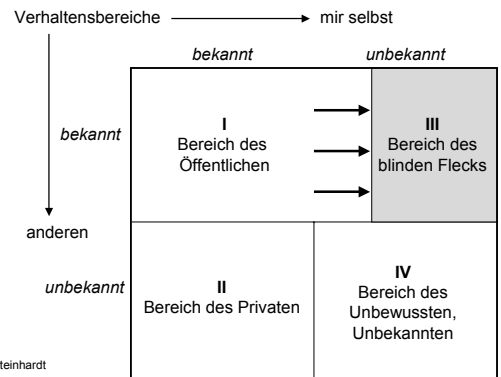 Verhaltensbereiche
mir selbst
bekannt
unbekannt
bekannt
I
Bereich des
Öffentlichen
III
Bereich des
blinden Flecks
anderen
unbekannt
II
Bereich des Privaten
IV
Bereich des
Unbewussten,
Unbekannten
teinhardt